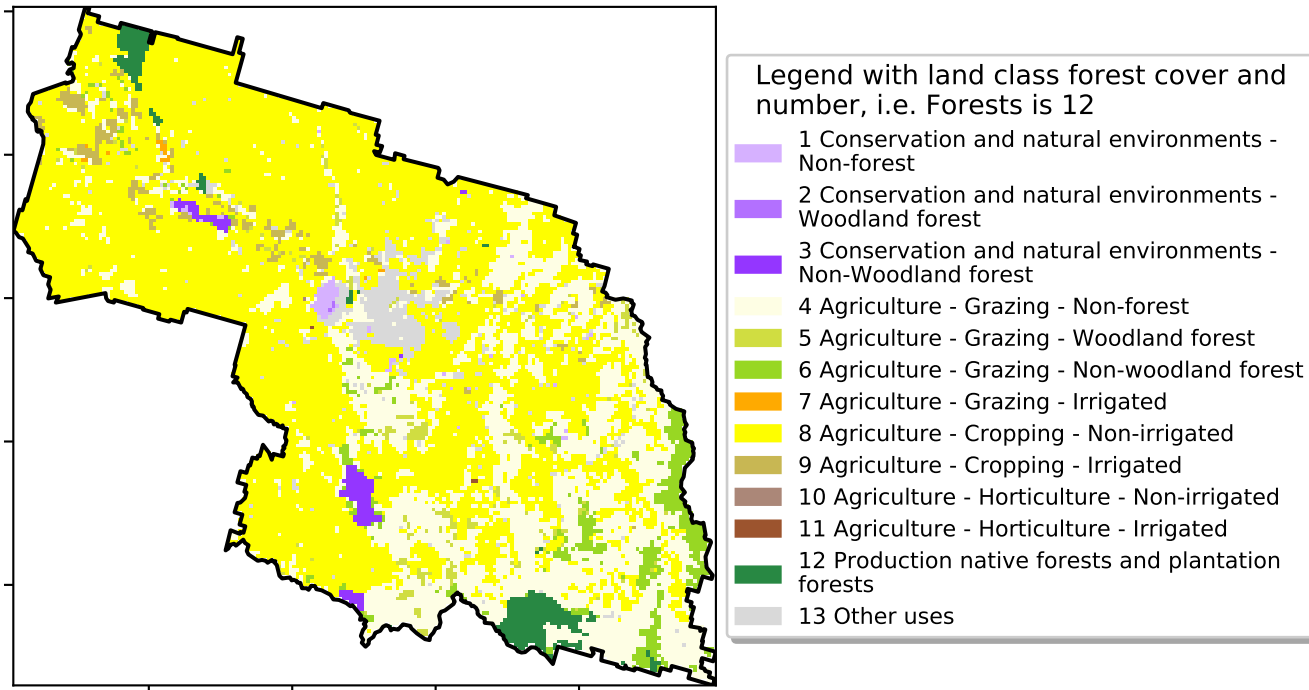 Legend with land class forest cover and
number, i.e. Forests is 12
1 Conservation and natural environments -
Non-forest
2 Conservation and natural environments -
Woodland forest
3 Conservation and natural environments -
Non-Woodland forest
4 Agriculture - Grazing - Non-forest
5 Agriculture - Grazing - Woodland forest
6 Agriculture - Grazing - Non-woodland forest
7 Agriculture - Grazing - Irrigated
8 Agriculture - Cropping - Non-irrigated
9 Agriculture - Cropping - Irrigated
10 Agriculture - Horticulture - Non-irrigated
11 Agriculture - Horticulture - Irrigated
12 Production native forests and plantation
forests
13 Other uses